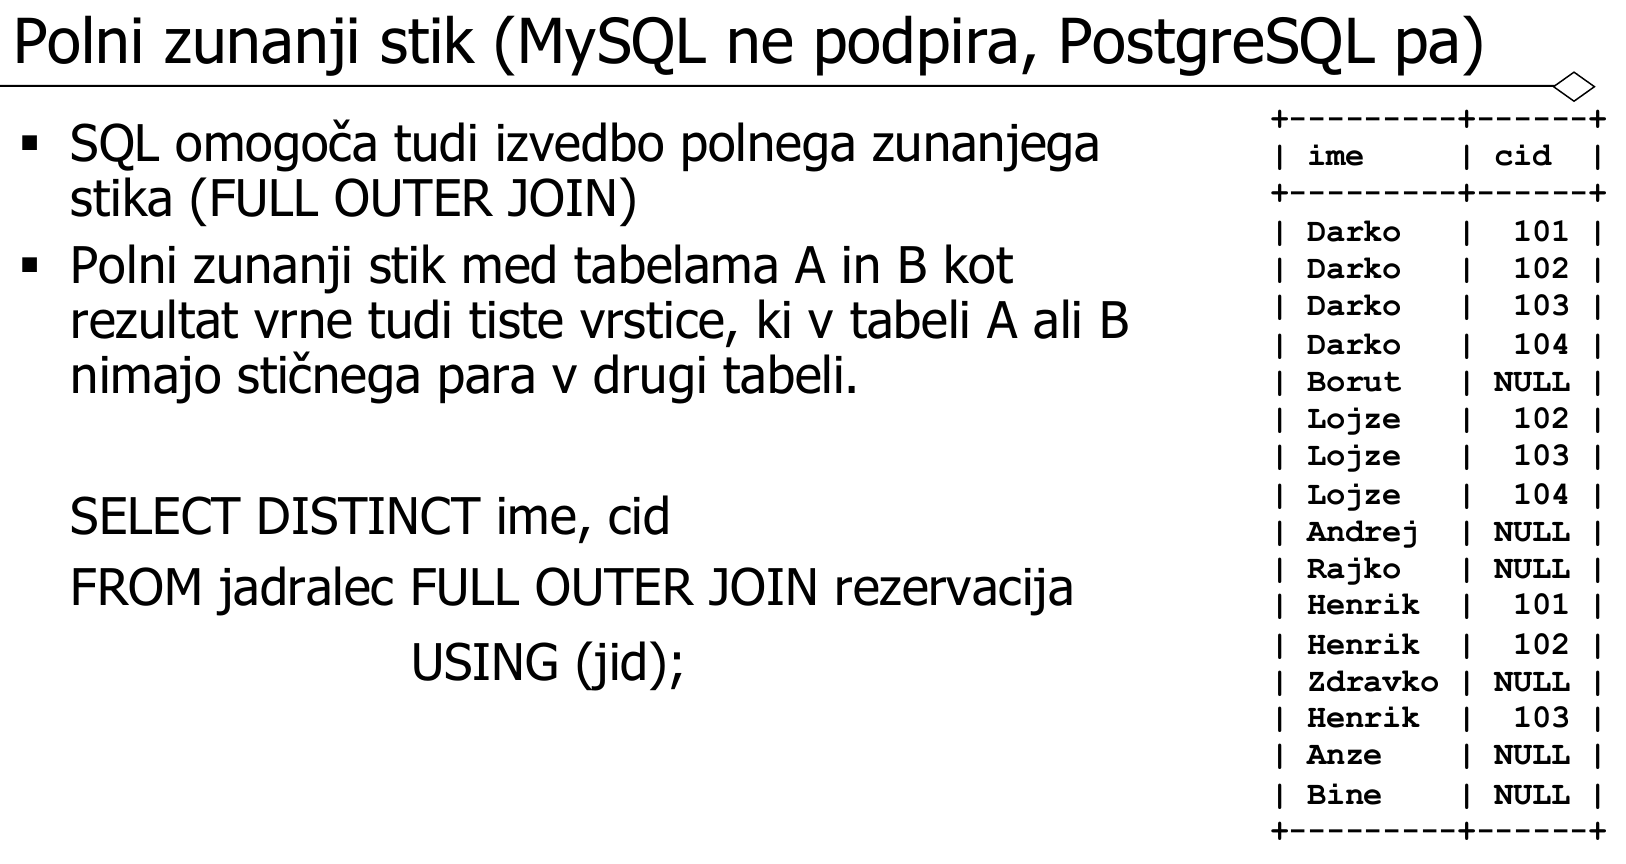 Polni zunanji stik (MySQL ne podpira, PostgreSQL pa)
▪ SQL omogoča tudi izvedbo polnega zunanjega
stika (FULL OUTER JOIN)
▪ Polni zunanji stik med tabelama A in B kot
rezultat vrne tudi tiste vrstice, ki v tabeli A ali B
nimajo stičnega para v drugi tabeli.
SELECT DISTINCT ime, cid
FROM jadralec FULL OUTER JOIN rezervacija
USING (jid);
+---------+------+
| ime     | cid  |
+---------+------+
| Darko   |  101 |
| Darko   |  102 |
| Darko   |  103 |
| Darko   |  104 |
| Borut   | NULL |
| Lojze   |  102 |
| Lojze   |  103 |
| Lojze   |  104 |
| Andrej  | NULL |
| Rajko   | NULL |
| Henrik  |  101 |
| Henrik  |  102 |
| Zdravko | NULL |
| Henrik  |  103 |
| Anze    | NULL |
| Bine    | NULL |
+---------+------+